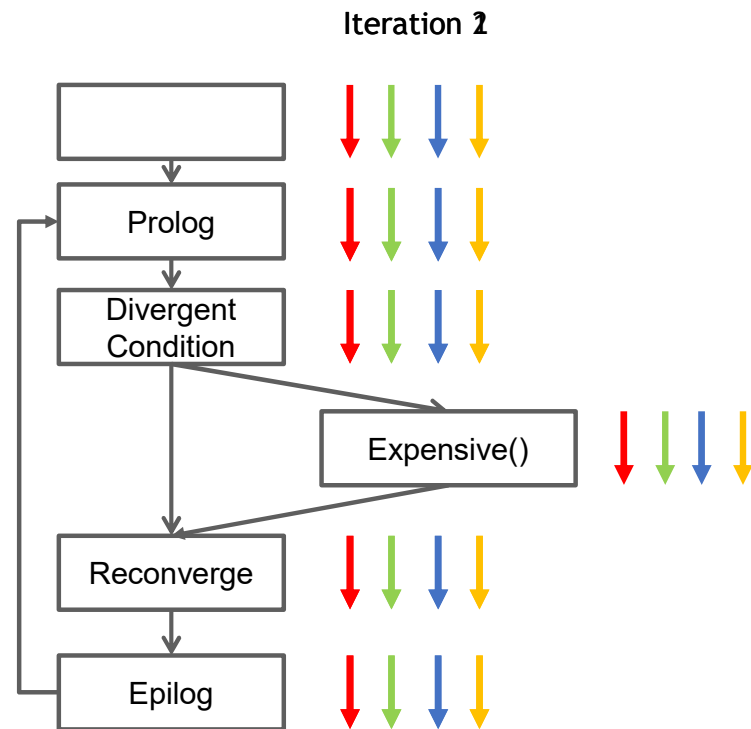 Iteration
Prolog
Divergent
Condition
Expensive()
Reconverge
Epilog